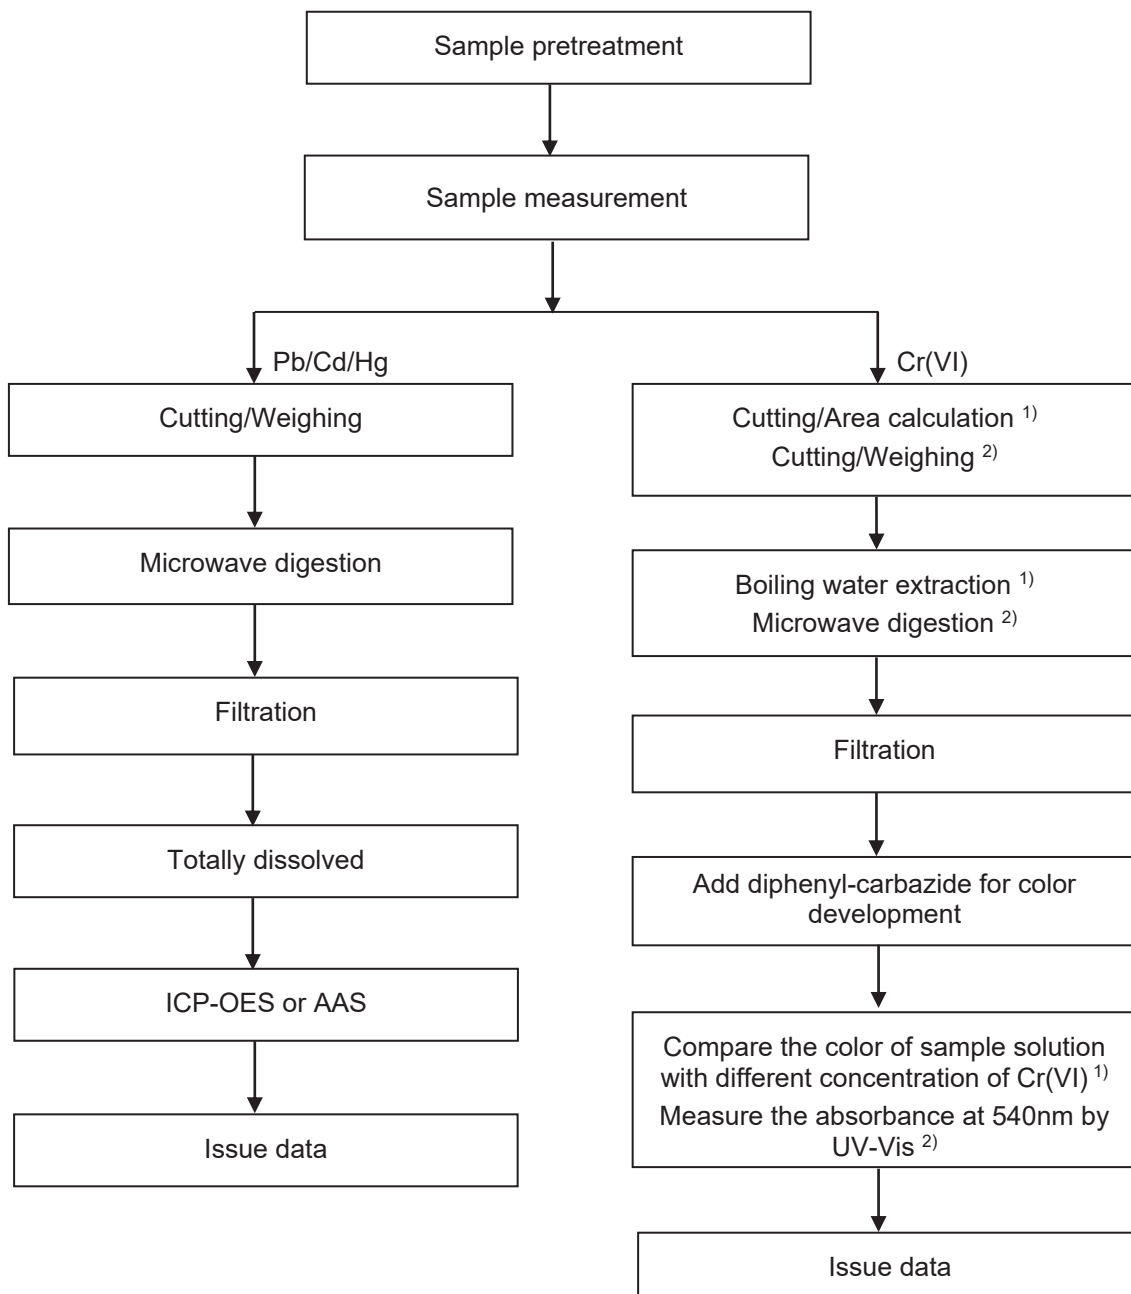 Sample pretreatment
Sample measurement
Pb/Cd/Hg
Cutting/Weighing
Microwave digestion
Filtration
Totally dissolved
ICP-OES or AAS
Issue data
Cr(VI)
Cutting/Area calculation 1)
Cutting/Weighing 2)
Boiling water extraction 1)
Microwave digestion 2)
Filtration
Add diphenyl-carbazide for color
development
Compare the color of sample solution
with different concentration of Cr(VI) 1)
Measure the absorbance at 540nm by
UV-Vis 2)
Issue data